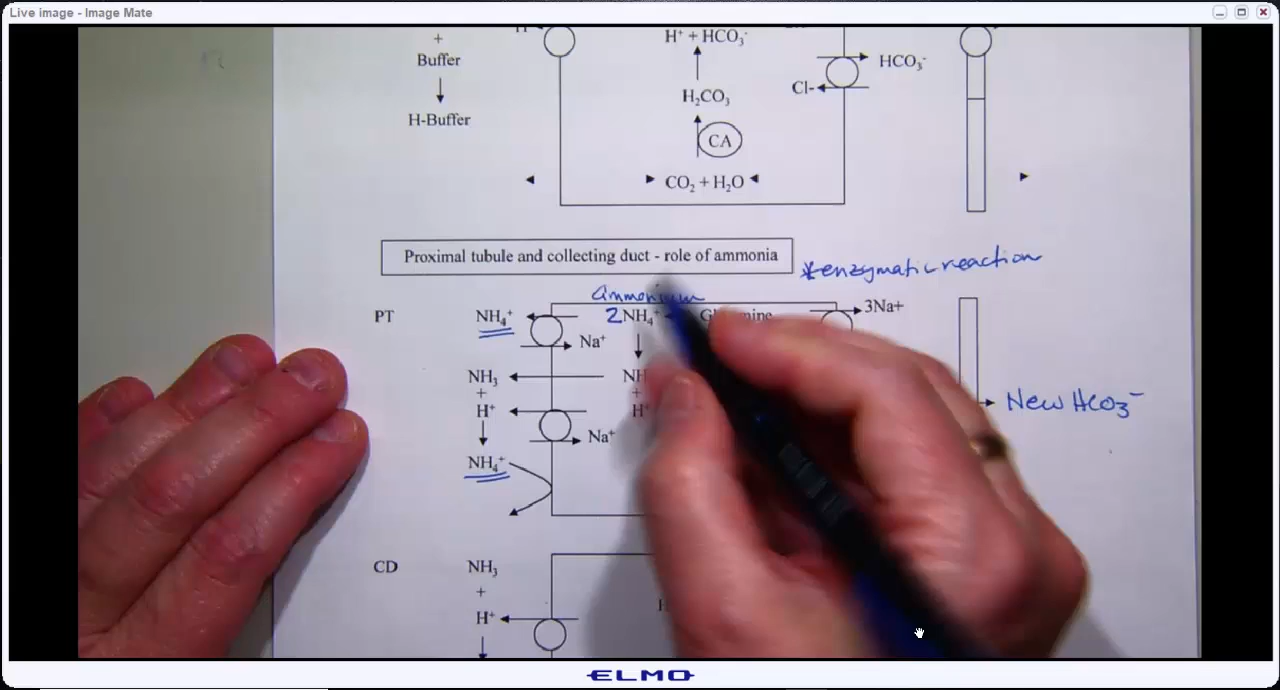 Live image - Image Mate
+
Buffer
H-Buffer
H⁺ + HCO₃⁻
H₂CO₃
CA
CO₂ + H₂O
HCO₃⁻
Cl-
Proximal tubule and collecting duct - role of ammonia
*enzymatic reaction
ammonium
PT
NH₄⁺
2NH₄⁺
3Na+
Na⁺
NH₃
+
H⁺
Na⁺
NH₄⁺
New HCO₃⁻
CD
NH₃
+
H⁺
ELMO